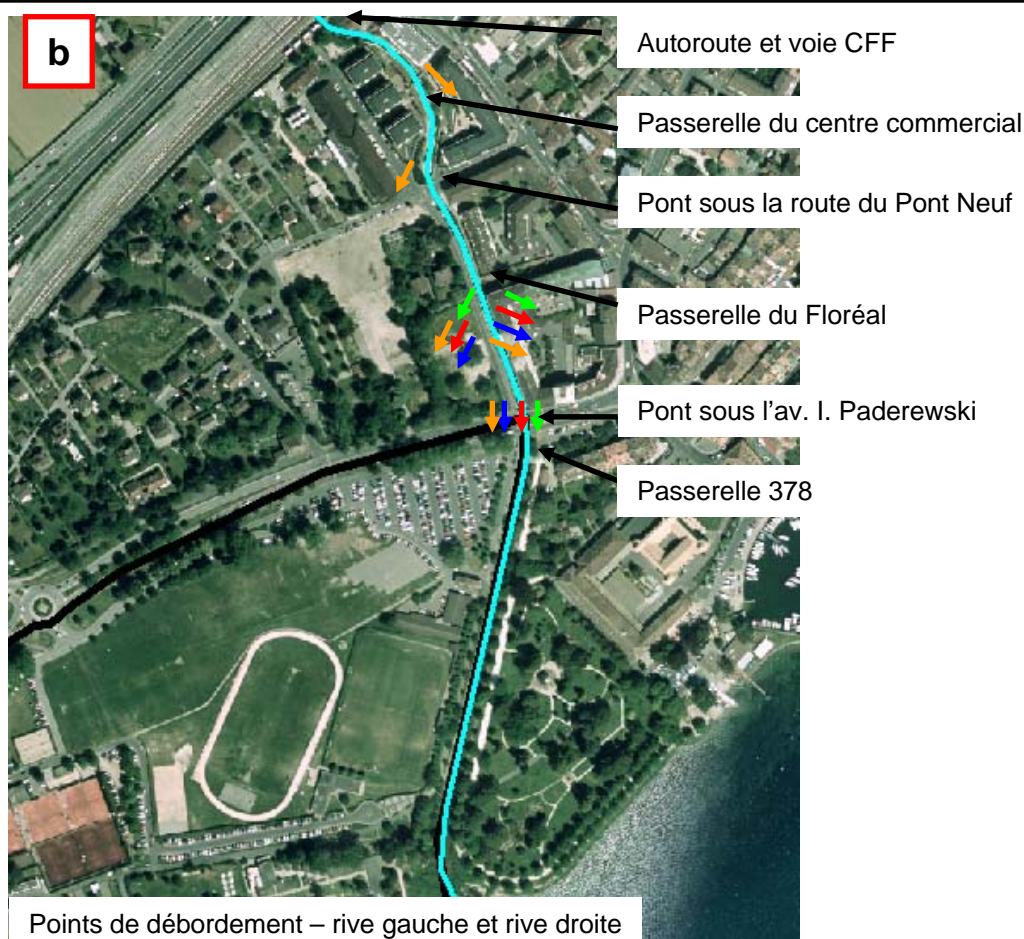 b
Autoroute et voie CFF
Passerelle du centre commercial
Pont sous la route du Pont Neuf
Passerelle du Floréal
Pont sous l'av. I. Paderewski
Passerelle 378
Points de débordement – rive gauche et rive droite